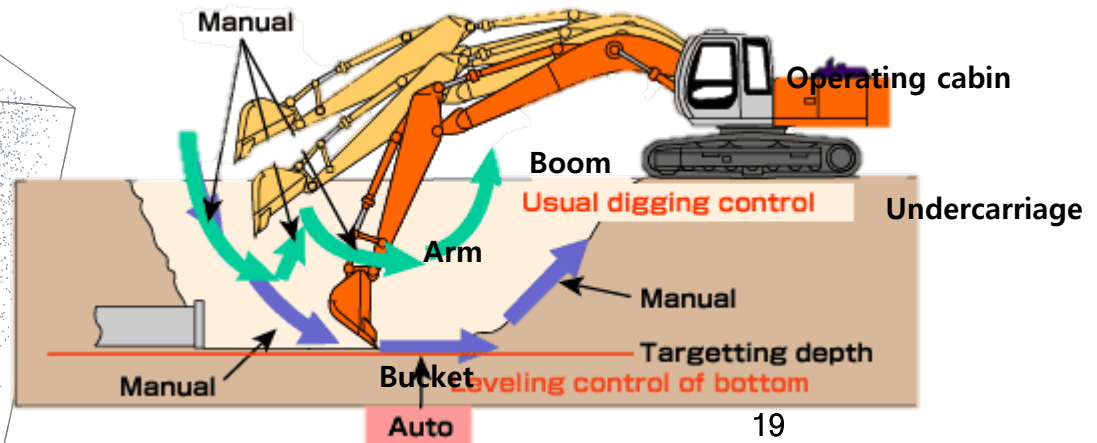 Manual
Operating cabin
Boom
Usual digging control
Undercarriage
Arm
Manual
Targetting depth
Manual
Bucket
Leveling control of bottom
Auto
19